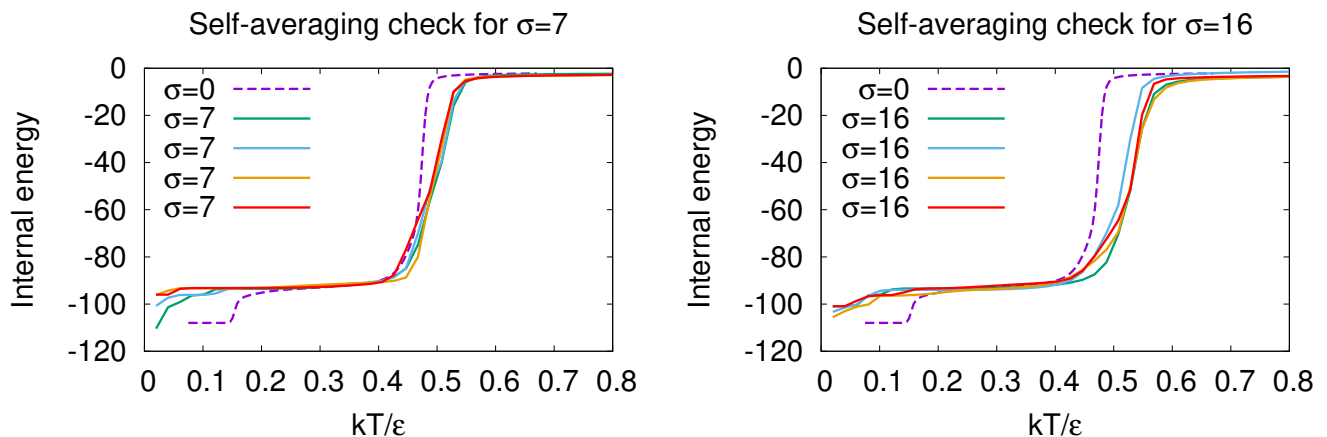 Self-averaging check for σ=7
Internal energy
0
-20
-40
-60
-80
-100
-120
σ=0
σ=7
σ=7
σ=7
σ=7
0 0.1 0.2 0.3 0.4 0.5 0.6 0.7 0.8
kT/ε
Self-averaging check for σ=16
Internal energy
0
-20
-40
-60
-80
-100
-120
σ=0
σ=16
σ=16
σ=16
σ=16
0 0.1 0.2 0.3 0.4 0.5 0.6 0.7 0.8
kT/ε